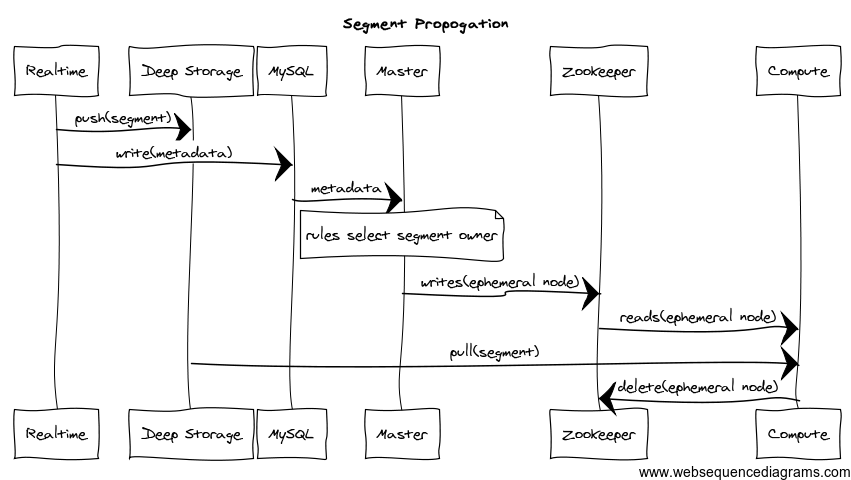 Segment Propogation
Realtime
Deep Storage
MySQL
Master
Zookeeper
Compute
push(segment)
write(metadata)
metadata
rules select segment owner
writes(ephemeral node)
reads(ephemeral node)
pull(segment)
delete(ephemeral node)
Realtime
Deep Storage
MySQL
Master
Zookeeper
Compute
www.websequencediagrams.com